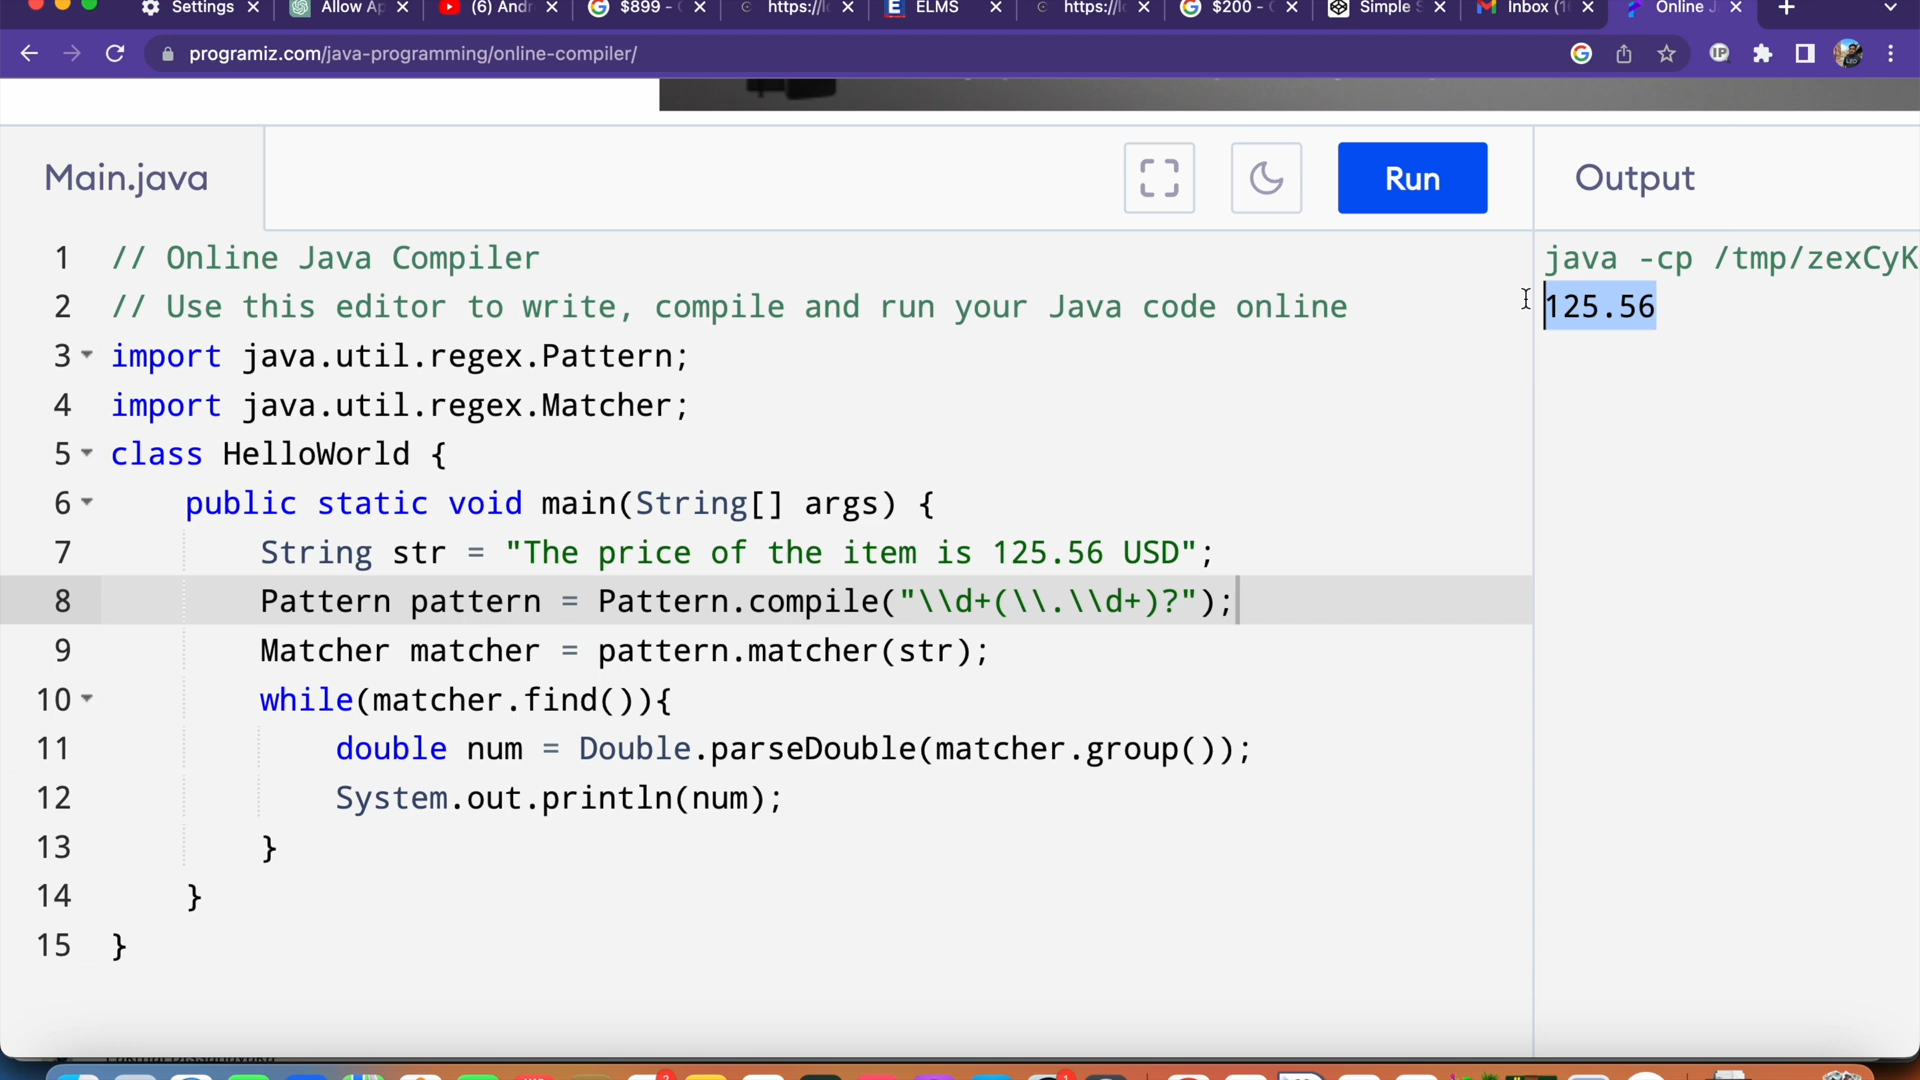 Settings
Allow Ap
(6) Andr
$899 -
https://lo
ELMS
https://lo
$200 -
Simple S
Inbox (1
Online J
programiz.com/java-programming/online-compiler/
Main.java
Run
Output
1 // Online Java Compiler
2 // Use this editor to write, compile and run your Java code online
3 import java.util.regex.Pattern;
4 import java.util.regex.Matcher;
5 class HelloWorld {
6 public static void main(String[] args) {
7 String str = "The price of the item is 125.56 USD";
8 Pattern pattern = Pattern.compile("\\d+(\\.\\d+)?");
9 Matcher matcher = pattern.matcher(str);
10 while(matcher.find()){
11 double num = Double.parseDouble(matcher.group());
12 System.out.println(num);
13 }
14 }
15 }
java -cp /tmp/zexCyK
125.56